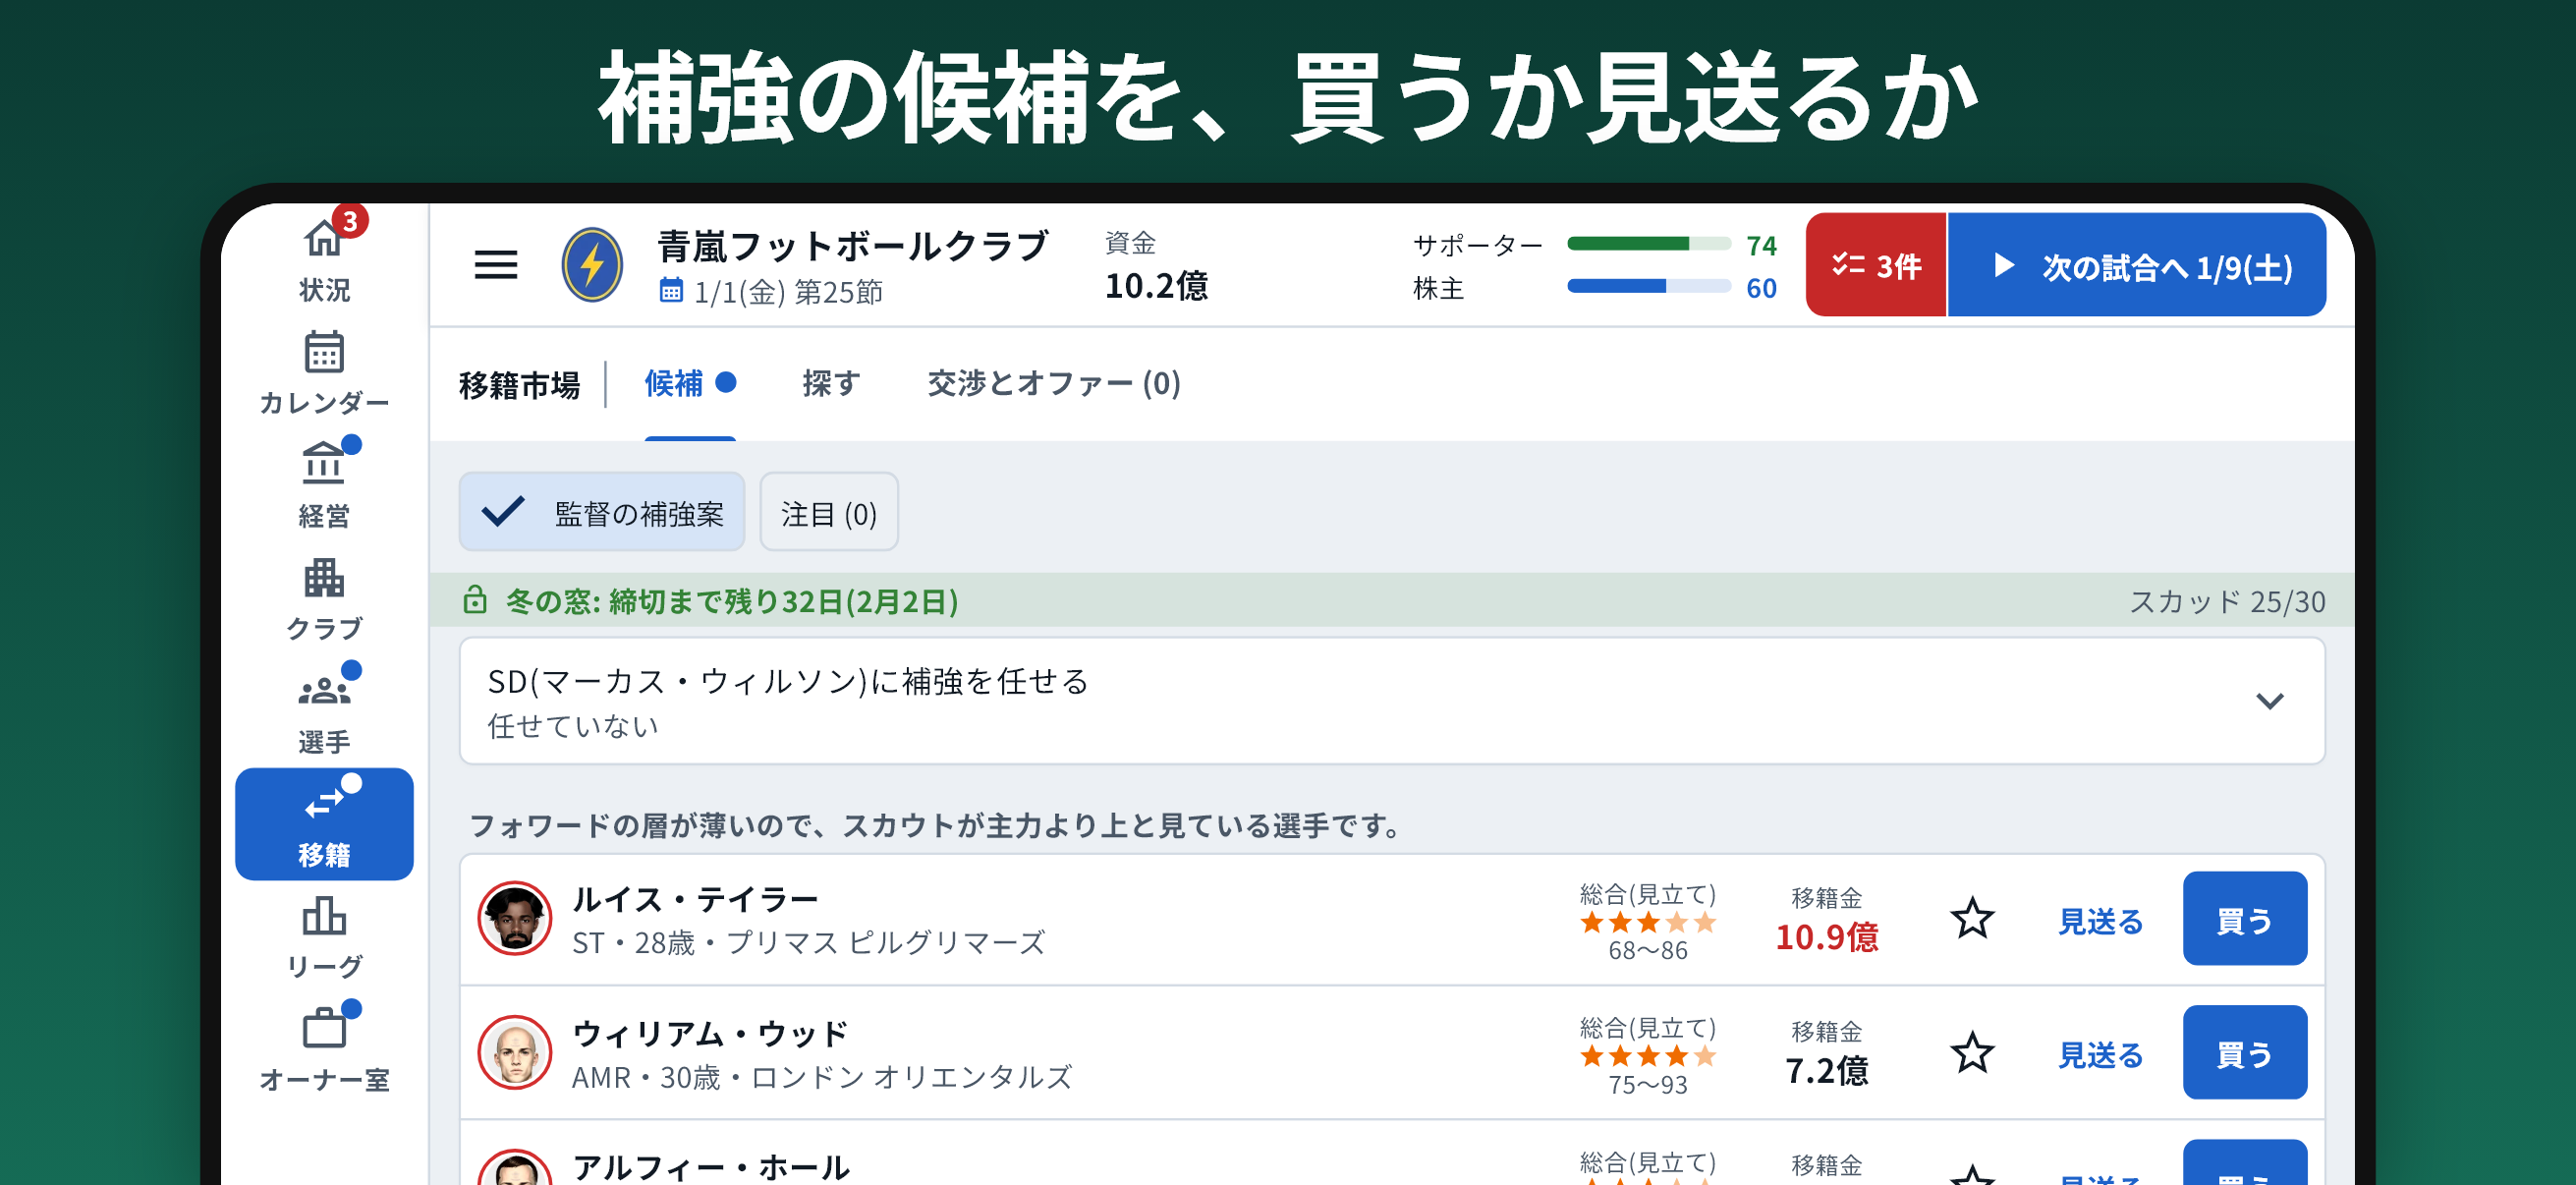 補強の候補を、買うか見送るか
3
状況
カレンダー
経営
クラブ
選手
移籍
リーグ
オーナー室
青嵐フットボールクラブ
1/1(金) 第25節
資金
10.2億
サポーター 74
株主 60
3件
次の試合へ 1/9(土)
移籍市場
候補
探す
交渉とオファー (0)
監督の補強案
注目 (0)
冬の窓: 締切まで残り32日(2月2日)
スカッド 25/30
SD(マーカス・ウィルソン)に補強を任せる
任せていない
フォワードの層が薄いので、スカウトが主力より上と見ている選手です。
ルイス・テイラー
ST・28歳・プリマス ピルグリマーズ
総合(見立て)
68〜86
移籍金
10.9億
見送る
買う
ウィリアム・ウッド
AMR・30歳・ロンドン オリエンタルズ
総合(見立て)
75〜93
移籍金
7.2億
見送る
買う
アルフィー・ホール
総合(見立て)
移籍金
見送る
買う